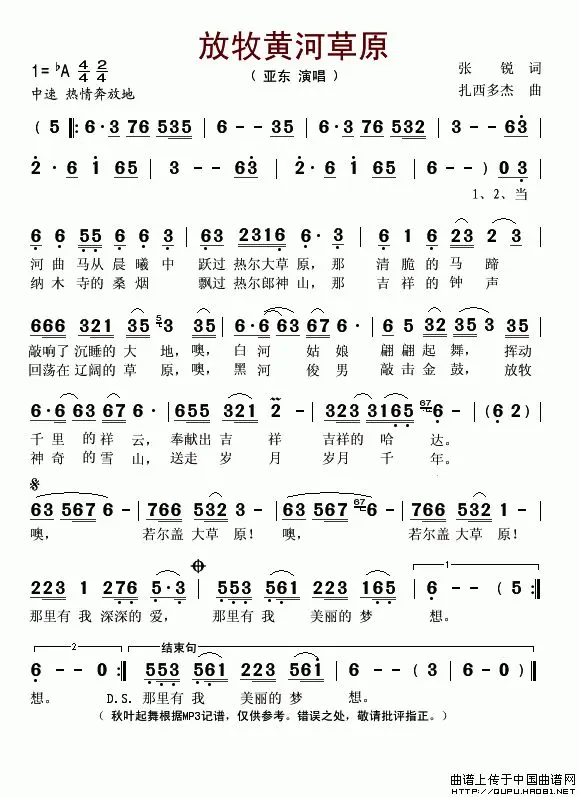 放牧黄河草原
1=♭A 4/4 2/4
（ 亚东 演唱 ）
张 锐 词
中速 热情奔放地
扎西多杰 曲
( 5 ‖: 6·3 76 535 | 6 - - 35 | 6·3 76 532 | 3 - - 63 |
2· 6 1 65 | 3 - - 63 | 2· 6 1 65 | 6 - - ) 0 3 |
1、2、当
6 6 55 6 6 3 | 63 2316 6· 3 | 6 1 6 23 3 |
河曲 马从 晨曦中 跃过 热尔大草 原，那 清脆的 马 蹄
纳木 寺的 桑烟 飘过 热尔郎神 山，那 吉祥的 钟 声
666 321 35 5 3 35 | 6·6 63 67 6 | 6 5 32 35 35 |
敲响了 沉睡的 大 地，噢， 白河 姑娘 翩翩起 舞， 挥动
回荡在 辽阔的 草 原，噢， 黑河 俊男 敲击金 鼓， 放牧
6·6 63 67 6· | 655 321 2 - | 323 3165 67 6 - | (6 2) |
千里 的祥云， 奉献出 吉 祥 吉祥的 哈 达。
神奇 的雪山， 送走 岁 月 岁月 千 年。
63 567 6 - | 766 532 3 - | 63 567 67 6 - | 766 532 1 - |
噢， 若尔盖 大草 原！ 噢， 若尔盖 大草 原！
1
223 1 276 5·3 | 553 561 223 165 | 6 - - (5 :‖
那里有 我 深深的 爱， 那里有 我 美丽的 梦 想。
2 结束句
6 - - 0 :‖ 553 561 223 561 | 6 - - 0 ‖
想。 D.S. 那里有 我 美丽的 梦 想。
（ 秋叶起舞根据MP3记谱，仅供参考。错误之处，敬请批评指正。）
曲谱上传于中国曲谱网
HTTP://QUPU.HAO81.NET